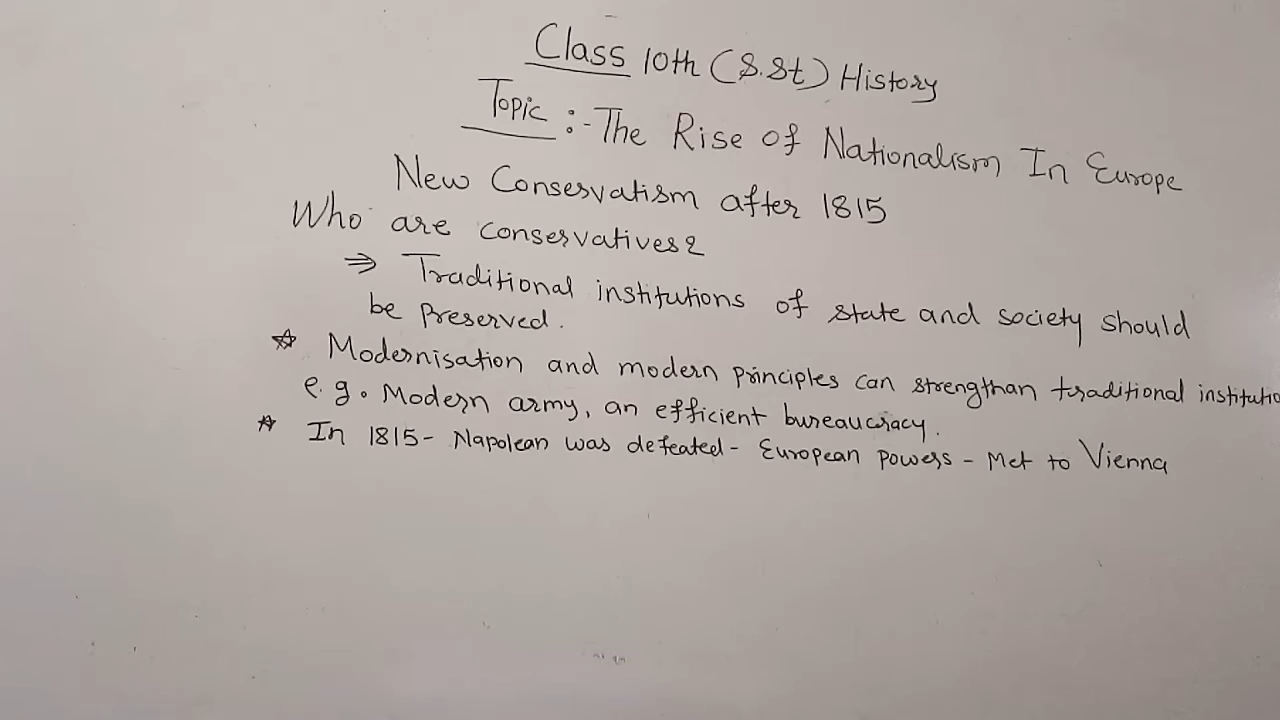 Class 10th (S.St) History
Topic :- The Rise of Nationalism In Europe
New Conservatism after 1815
Who are conservatives?
⇒ Traditional institutions of state and society should
be preserved.
☆ Modernisation and modern principles can strengthan traditional institutio
e.g. Modern army, an efficient bureaucracy.
☆ In 1815 - Napolean was defeated - European powers - Met to Vienna